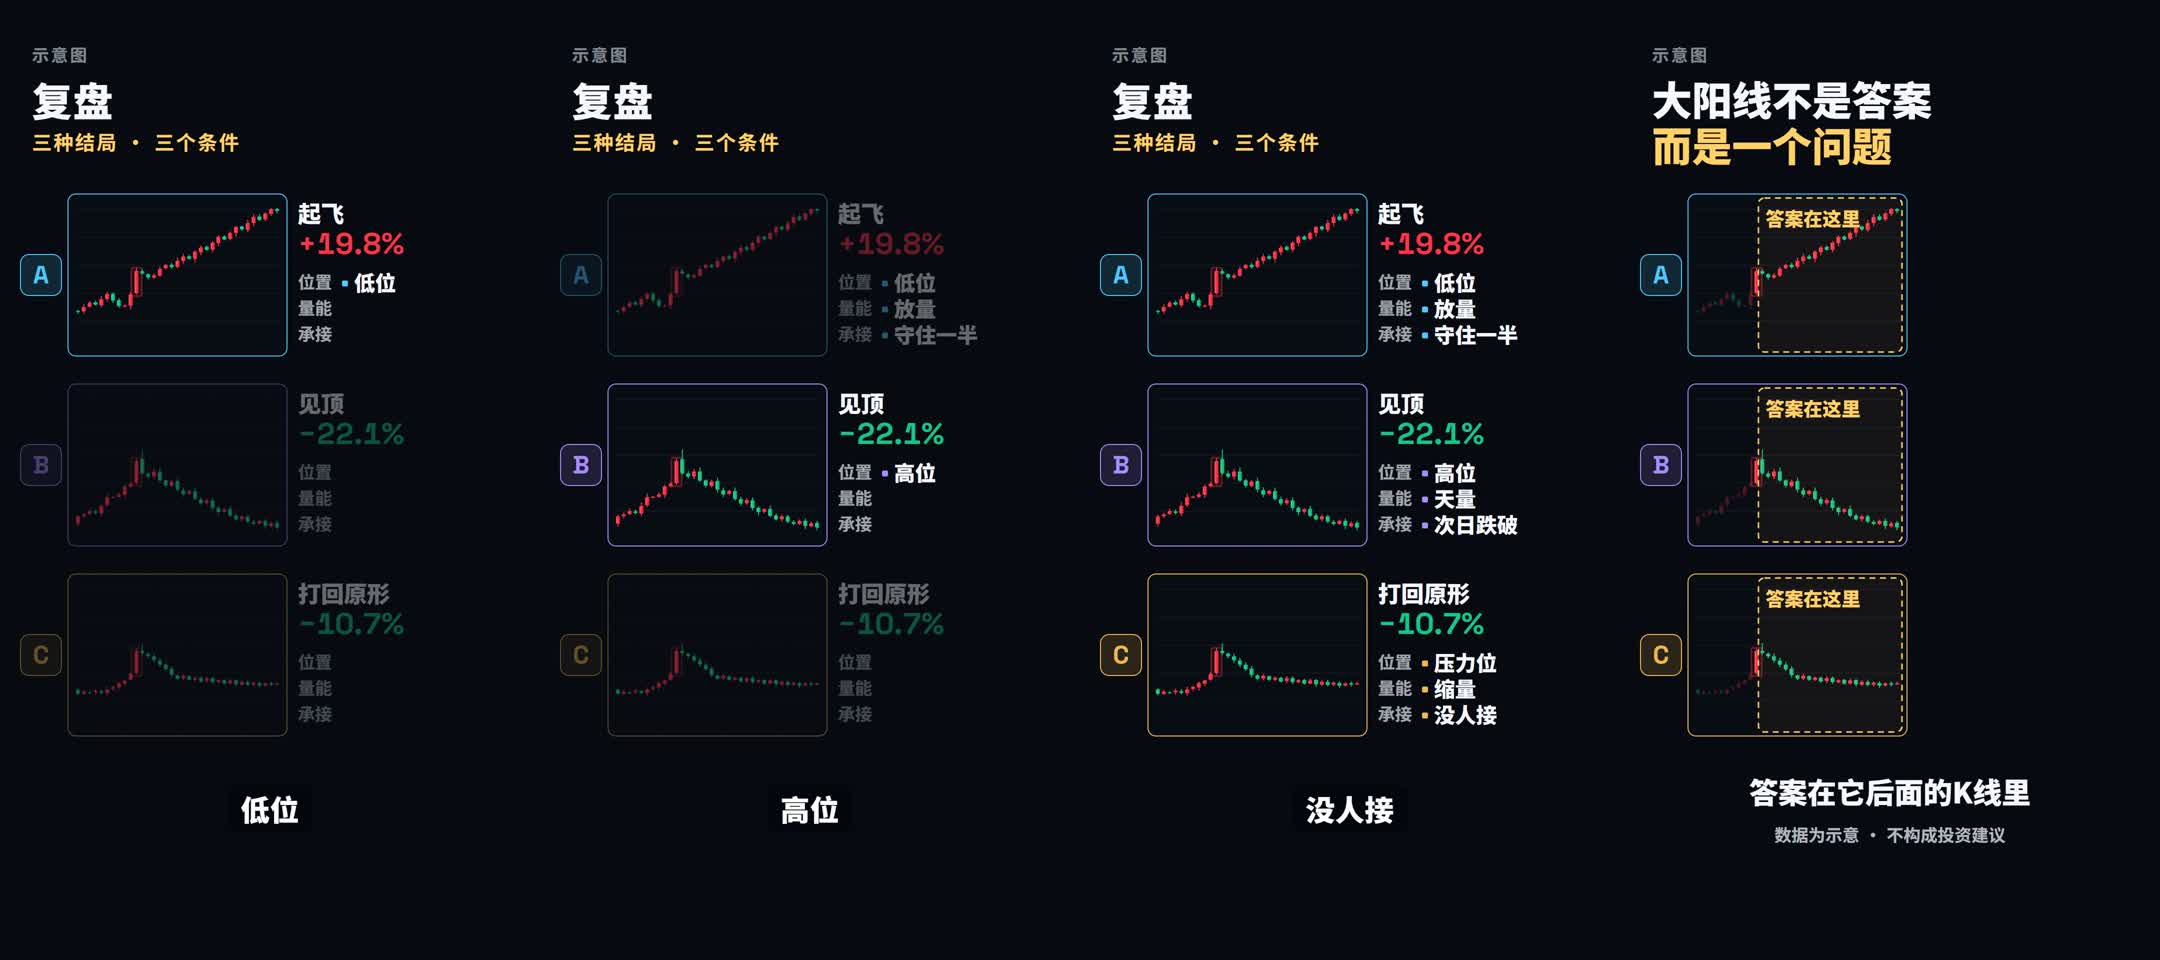 示意图
复盘
三种结局 · 三个条件
A
起飞
+19.8%
位置 低位
量能
承接
B
见顶
-22.1%
位置
量能
承接
C
打回原形
-10.7%
位置
量能
承接
低位
示意图
复盘
三种结局 · 三个条件
A
起飞
+19.8%
位置 低位
量能 放量
承接 守住一半
B
见顶
-22.1%
位置 高位
量能
承接
C
打回原形
-10.7%
位置
量能
承接
高位
示意图
复盘
三种结局 · 三个条件
A
起飞
+19.8%
位置 低位
量能 放量
承接 守住一半
B
见顶
-22.1%
位置 高位
量能 天量
承接 次日跌破
C
打回原形
-10.7%
位置 压力位
量能 缩量
承接 没人接
没人接
示意图
大阳线不是答案
而是一个问题
A
答案在这里
B
答案在这里
C
答案在这里
答案在它后面的K线里
数据为示意 · 不构成投资建议